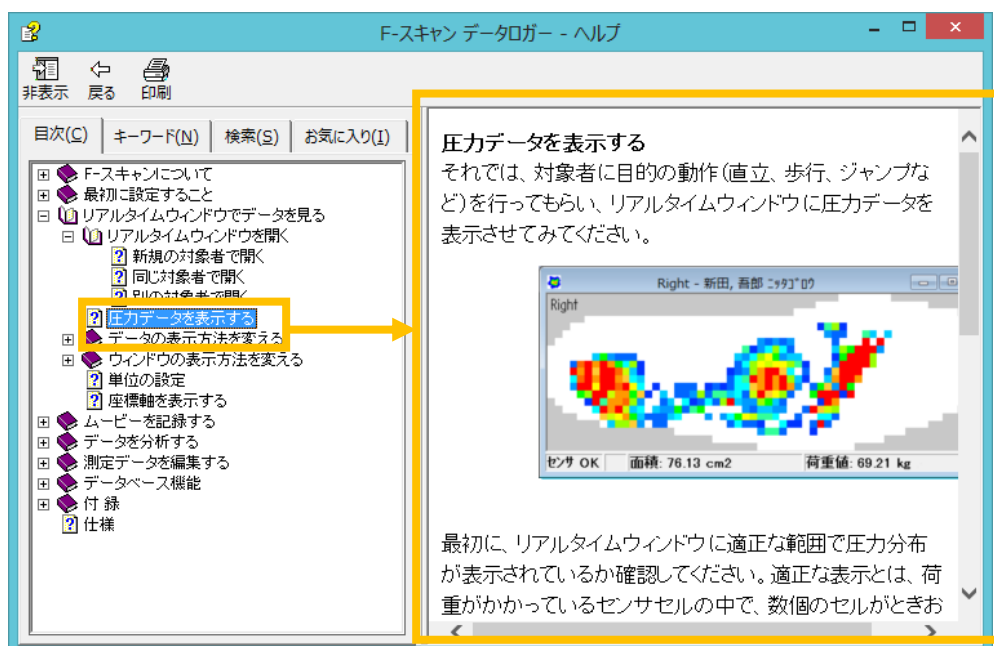 F-スキャン データロガー - ヘルプ
非表示 戻る 印刷
目次(C) キーワード(N) 検索(S) お気に入り(I)
F-スキャンについて
最初に設定すること
リアルタイムウィンドウでデータを見る
リアルタイムウィンドウを開く
新規の対象者で開く
同じ対象者で開く
別の対象者で開く
圧力データを表示する
データの表示方法を変える
ウィンドウの表示方法を変える
単位の設定
座標軸を表示する
ムービーを記録する
データを分析する
測定データを編集する
データベース機能
付 録
仕様
圧力データを表示する
それでは、対象者に目的の動作(直立、歩行、ジャンプな
ど)を行ってもらい、リアルタイムウィンドウに圧力データを
表示させてみてください。
Right - 新田, 吾郎 ﾆｯﾀｺﾞﾛｳ
Right
センサ OK 面積: 76.13 cm2 荷重値: 69.21 kg
最初に、リアルタイムウィンドウに適正な範囲で圧力分布
が表示されているか確認してください。適正な表示とは、荷
重がかかっているセンサセルの中で、数個のセルがときお